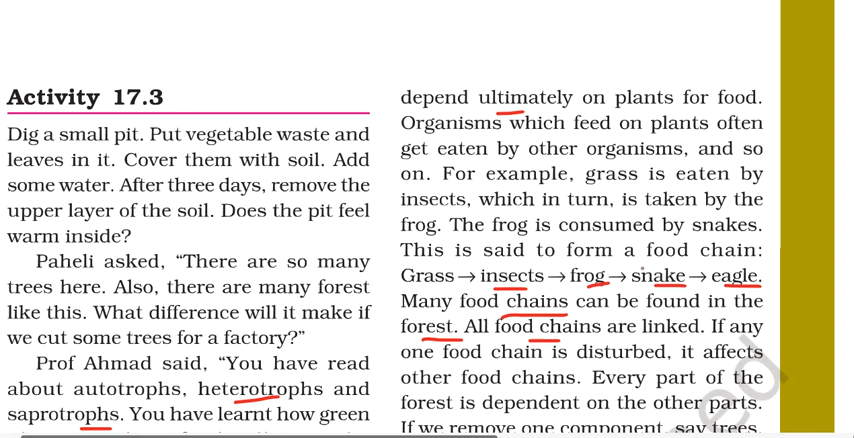 Activity 17.3
Dig a small pit. Put vegetable waste and
leaves in it. Cover them with soil. Add
some water. After three days, remove the
upper layer of the soil. Does the pit feel
warm inside?
Paheli asked, “There are so many
trees here. Also, there are many forest
like this. What difference will it make if
we cut some trees for a factory?”
Prof Ahmad said, “You have read
about autotrophs, heterotrophs and
saprotrophs. You have learnt how green
depend ultimately on plants for food.
Organisms which feed on plants often
get eaten by other organisms, and so
on. For example, grass is eaten by
insects, which in turn, is taken by the
frog. The frog is consumed by snakes.
This is said to form a food chain:
Grass→insects→frog→snake→eagle.
Many food chains can be found in the
forest. All food chains are linked. If any
one food chain is disturbed, it affects
other food chains. Every part of the
forest is dependent on the other parts.
If we remove one component, say trees,